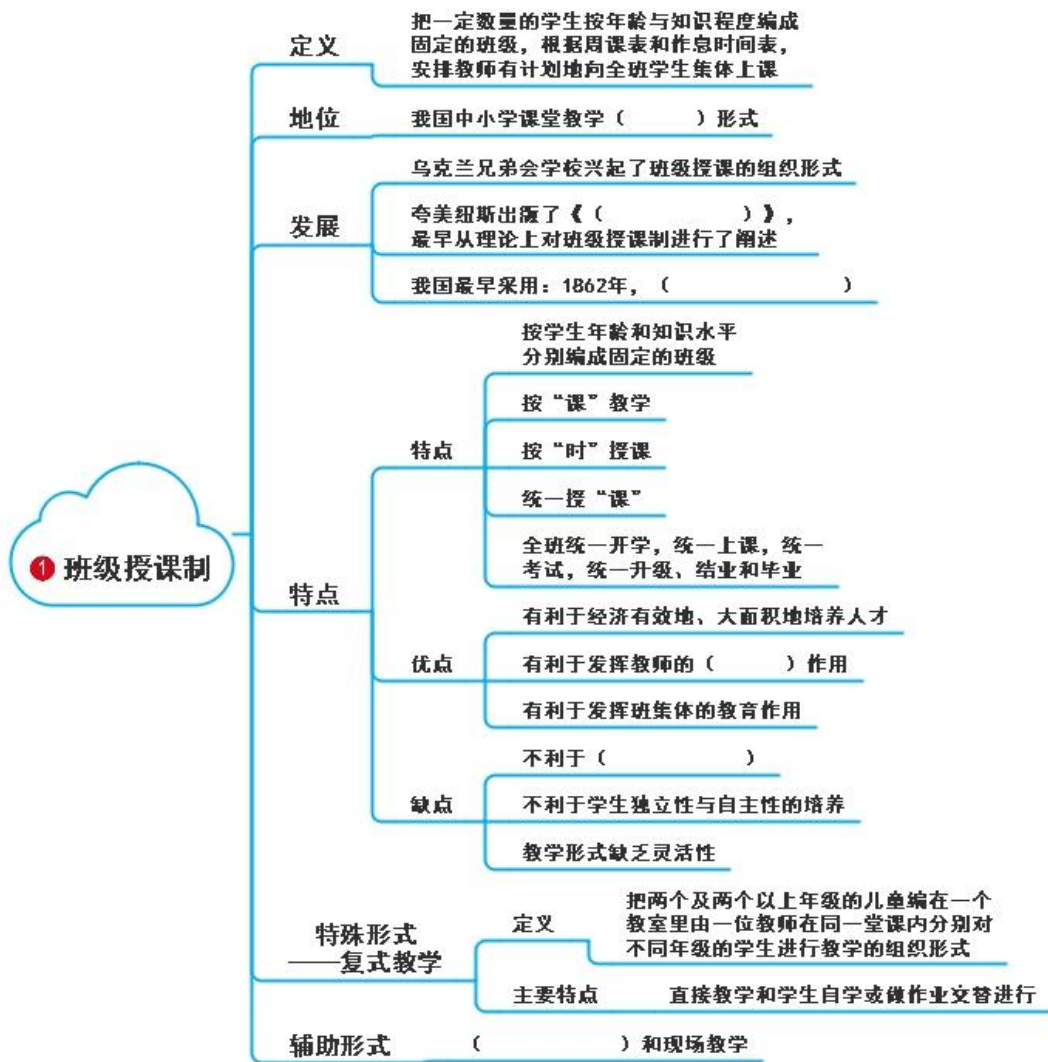 定义
把一定数量的学生按年龄与知识程度编成
固定的班级，根据周课表和作息时间表，
安排教师有计划地向全班学生集体上课
地位
我国中小学课堂教学（　　　）形式
发展
乌克兰兄弟会学校兴起了班级授课的组织形式
夸美纽斯出版了《（　　　　　）》，
最早从理论上对班级授课制进行了阐述
我国最早采用：1862年，（　　　　　　　）
1 班级授课制
特点
特点
按学生年龄和知识水平
分别编成固定的班级
按“课”教学
按“时”授课
统一授“课”
全班统一开学，统一上课，统一
考试，统一升级、结业和毕业
优点
有利于经济有效地、大面积地培养人才
有利于发挥教师的（　　　）作用
有利于发挥班集体的教育作用
缺点
不利于（　　　　　　）
不利于学生独立性与自主性的培养
教学形式缺乏灵活性
特殊形式
——复式教学
定义
把两个及两个以上年级的儿童编在一个
教室里由一位教师在同一堂课内分别对
不同年级的学生进行教学的组织形式
主要特点
直接教学和学生自学或做作业交替进行
辅助形式
（　　　　　　）和现场教学